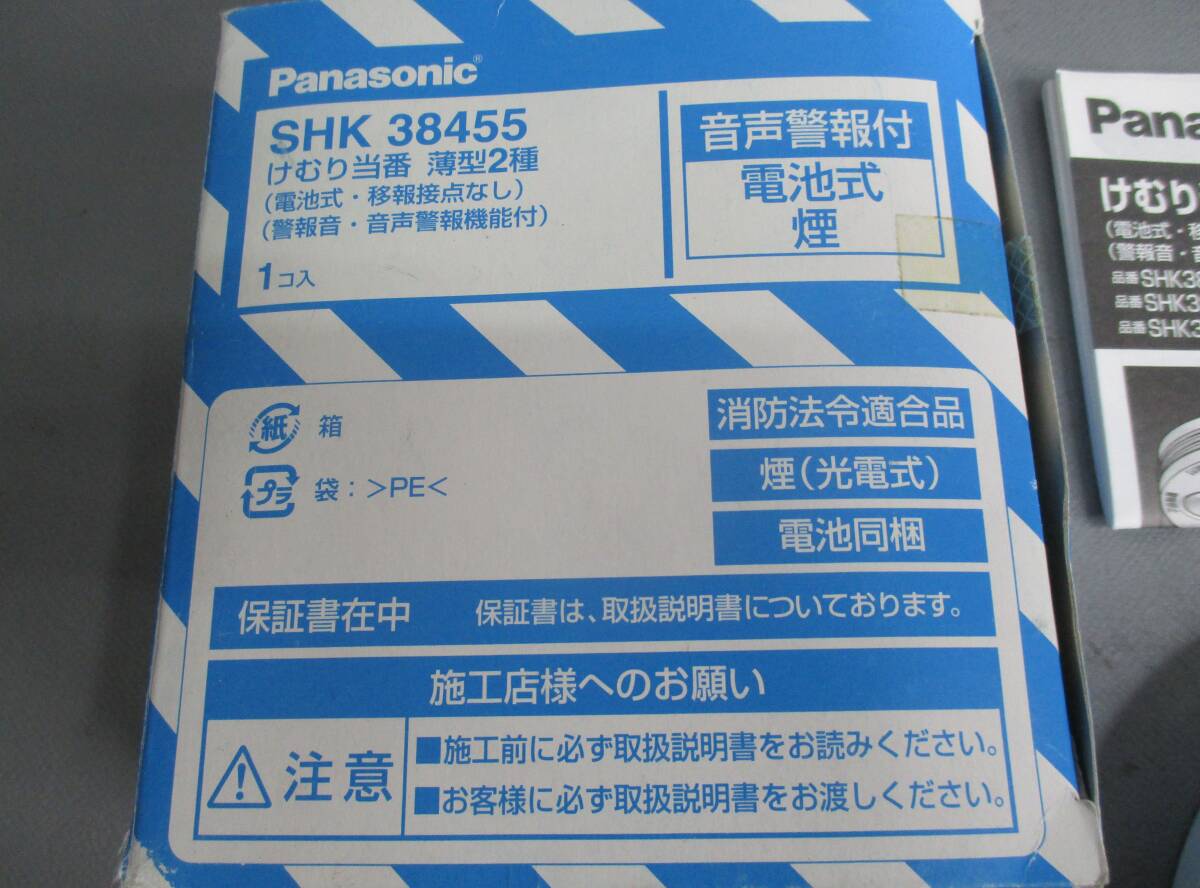 Panasonic®
SHK 38455
けむり当番 薄型2種
(電池式・移報接点なし)
(警報音・音声警報機能付)
1コ入
音声警報付
電池式
煙
紙 箱
プラ 袋：>PE<
消防法令適合品
煙(光電式)
電池同梱
保証書在中 保証書は、取扱説明書についております。
施工店様へのお願い
注意
■施工前に必ず取扱説明書をお読みください。
■お客様に必ず取扱説明書をお渡しください。
Pana
けむり
(電池式・移
(警報音・音
品番SHK38
品番SHK3
品番SHK3